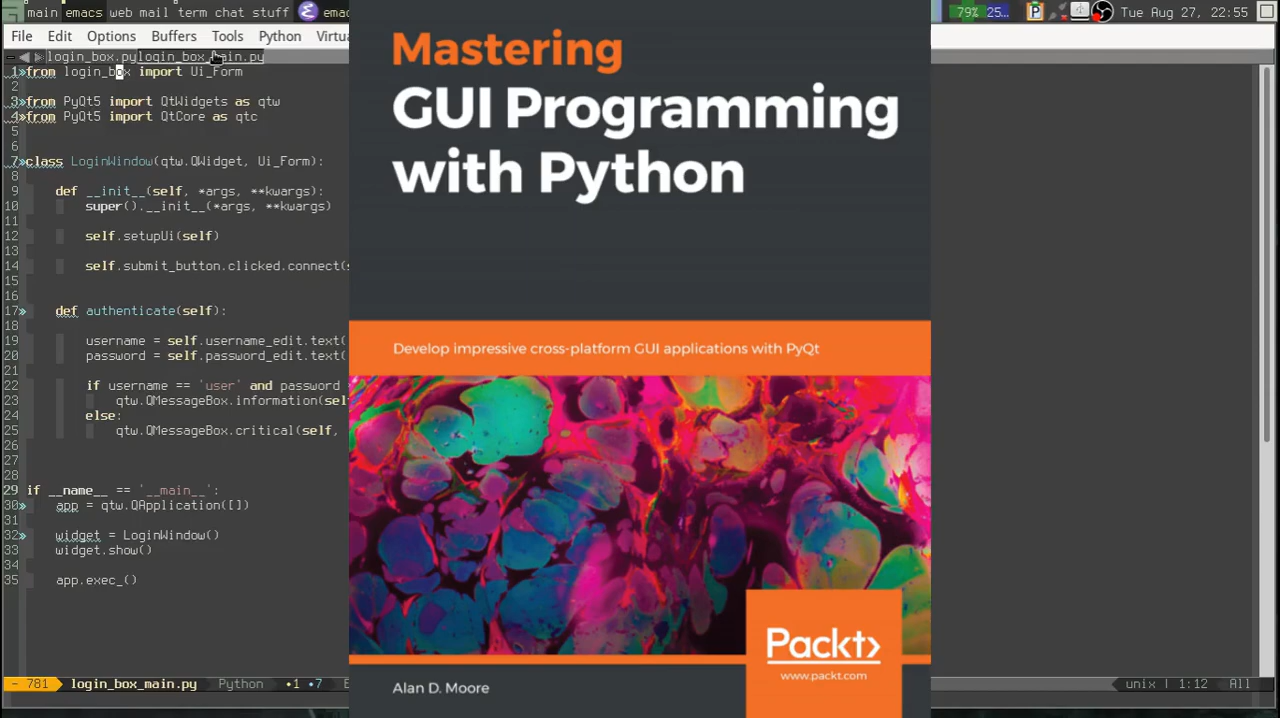 main emacs web mail term chat stuff
79% 25...
Tue Aug 27, 22:55
File Edit Options Buffers Tools Python
login_box.py login_box_main.py
1 from login_box import Ui_Form
2
3 from PyQt5 import QtWidgets as qtw
4 from PyQt5 import QtCore as qtc
5
6
7 class LoginWindow(qtw.QWidget, Ui_Form):
8
9 def __init__(self, *args, **kwargs):
10 super().__init__(*args, **kwargs)
11
12 self.setupUi(self)
13
14 self.submit_button.clicked.connect(
15
16
17 def authenticate(self):
18
19 username = self.username_edit.text(
20 password = self.password_edit.text(
21
22 if username == 'user' and password
23 qtw.QMessageBox.information(self
24 else:
25 qtw.QMessageBox.critical(self,
26
27
28
29 if __name__ == '__main__':
30 app = qtw.QApplication([])
31
32 widget = LoginWindow()
33 widget.show()
34
35 app.exec_()
- 781 login_box_main.py Python •1 •7
unix | 1:12 All
Mastering
GUI Programming
with Python
Develop impressive cross-platform GUI applications with PyQt
Packt>
www.packt.com
Alan D. Moore